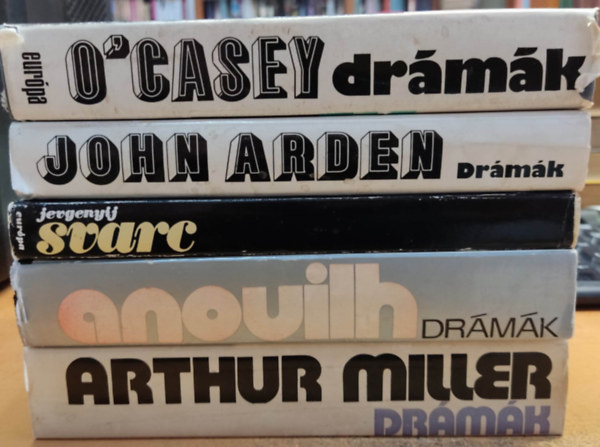 európa O'CASEY drámák
JOHN ARDEN Drámák
európa jevgenyij
svarc
anouilh DRÁMÁK
ARTHUR MILLER
DRÁMÁK